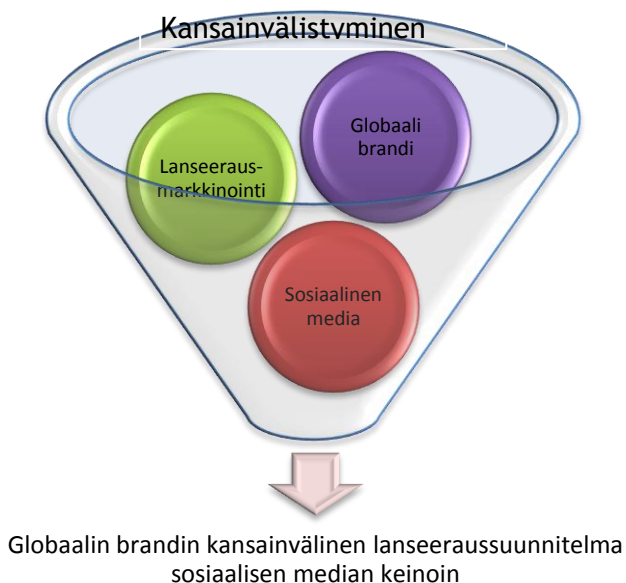 Kansainvälistyminen
Globaali
brandi
Lanseeraus-
markkinointi
Sosiaalinen
media
Globaalin brandin kansainvälinen lanseeraussuunnitelma
sosiaalisen median keinoin